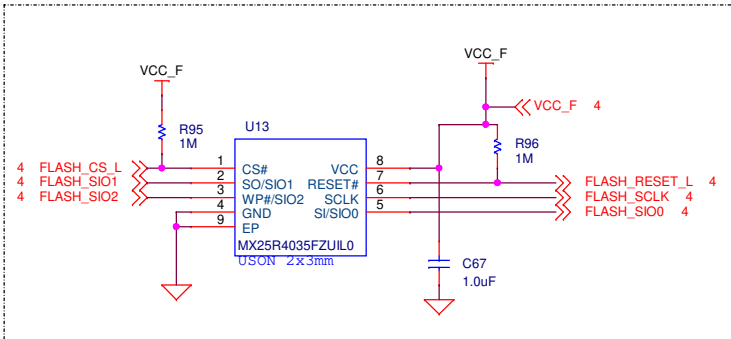 VCC_F
VCC_F
VCC_F 4
R95
1M
U13
R96
1M
4 FLASH_CS_L
4 FLASH_SIO1
4 FLASH_SIO2
1 CS#
2 SO/SIO1
3 WP#/SIO2
4 GND
9 EP
VCC 8
RESET# 7
SCLK 6
SI/SIO0 5
FLASH_RESET_L 4
FLASH_SCLK 4
FLASH_SIO0 4
MX25R4035FZUIL0
USON 2x3mm
C67
1.0uF